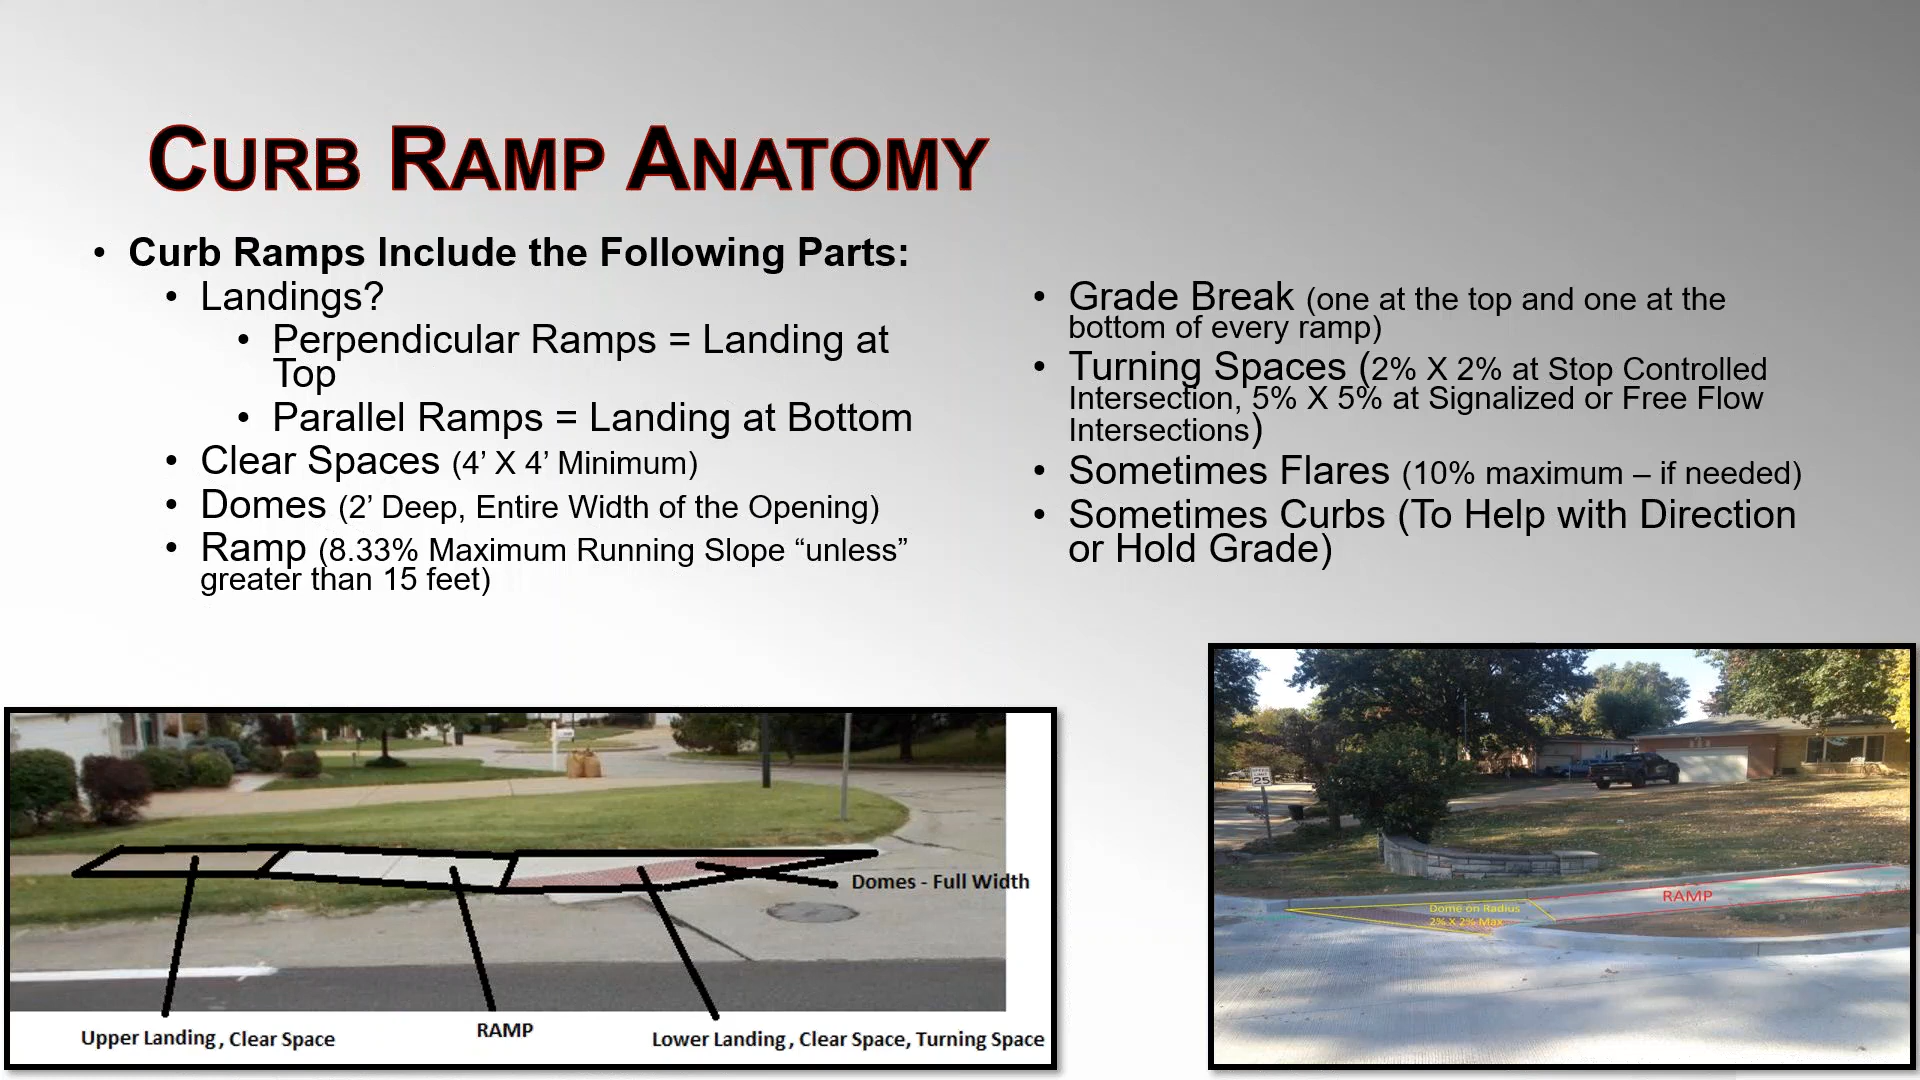 CURB RAMP ANATOMY
• Curb Ramps Include the Following Parts:
• Landings?
• Perpendicular Ramps = Landing at
Top
• Parallel Ramps = Landing at Bottom
• Clear Spaces (4’ X 4’ Minimum)
• Domes (2’ Deep, Entire Width of the Opening)
• Ramp (8.33% Maximum Running Slope “unless”
greater than 15 feet)
• Grade Break (one at the top and one at the
bottom of every ramp)
• Turning Spaces (2% X 2% at Stop Controlled
Intersection, 5% X 5% at Signalized or Free Flow
Intersections)
• Sometimes Flares (10% maximum – if needed)
• Sometimes Curbs (To Help with Direction
or Hold Grade)
Domes - Full Width
Upper Landing, Clear Space
RAMP
Lower Landing, Clear Space, Turning Space
SPEED
LIMIT
25
RAMP
Dome on Radius
2% X 2% Max